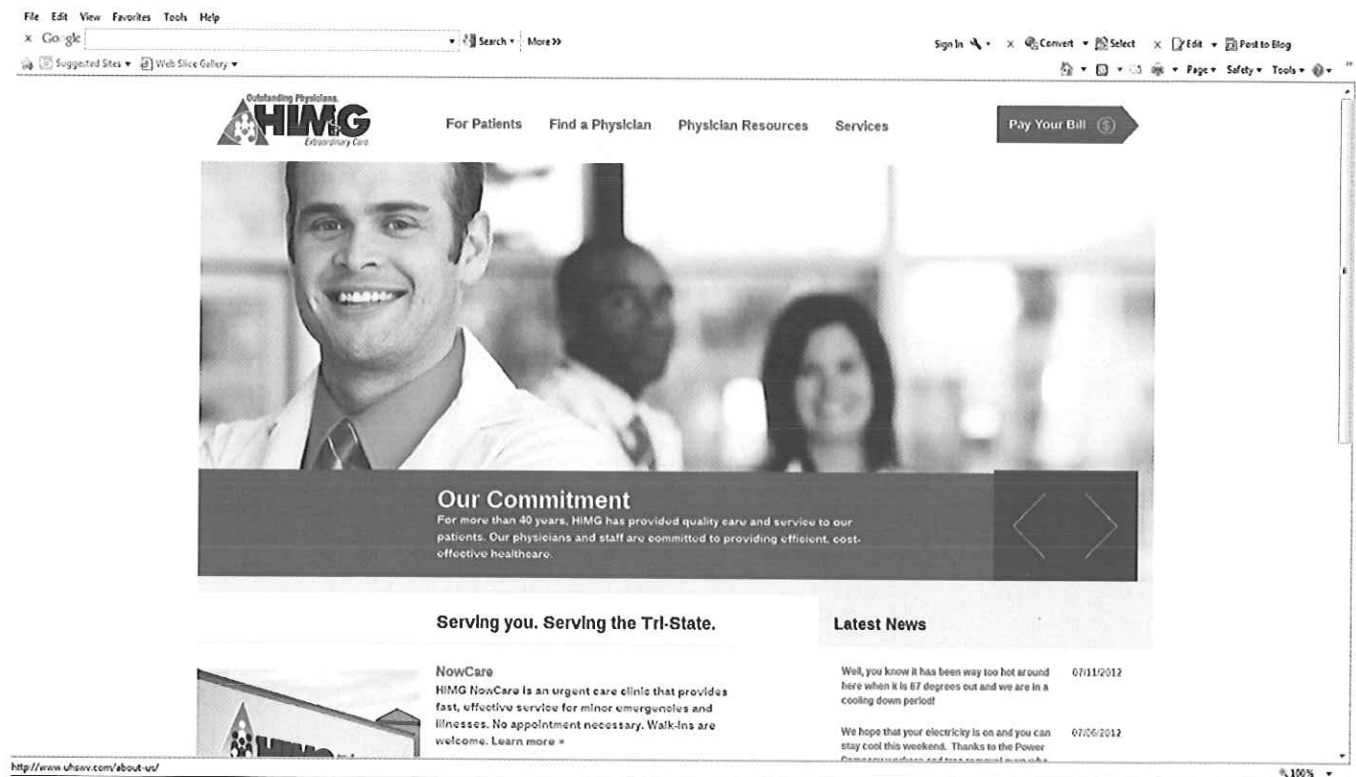 File Edit View Favorites Tools Help
x Google Search More >> Sign In x Convert Select x Edit Post to Blog
Suggested Sites Web Slice Gallery Page Safety Tools
Outstanding Physicians.
HIMG
Extraordinary Care
For Patients Find a Physician Physician Resources Services Pay Your Bill $
Our Commitment
For more than 40 years, HIMG has provided quality care and service to our
patients. Our physicians and staff are committed to providing efficient, cost-
effective healthcare.
Serving you. Serving the Tri-State.
NowCare
HIMG NowCare is an urgent care clinic that provides
fast, effective service for minor emergencies and
illnesses. No appointment necessary. Walk-Ins are
welcome. Learn more »
HIMG
Latest News
Well, you know it has been way too hot around 07/11/2012
here when it is 87 degrees out and we are in a
cooling down period!
We hope that your electricity is on and you can 07/06/2012
stay cool this weekend. Thanks to the Power
Company workers and tree removal men who
http://www.uhswv.com/about-us/ 100%